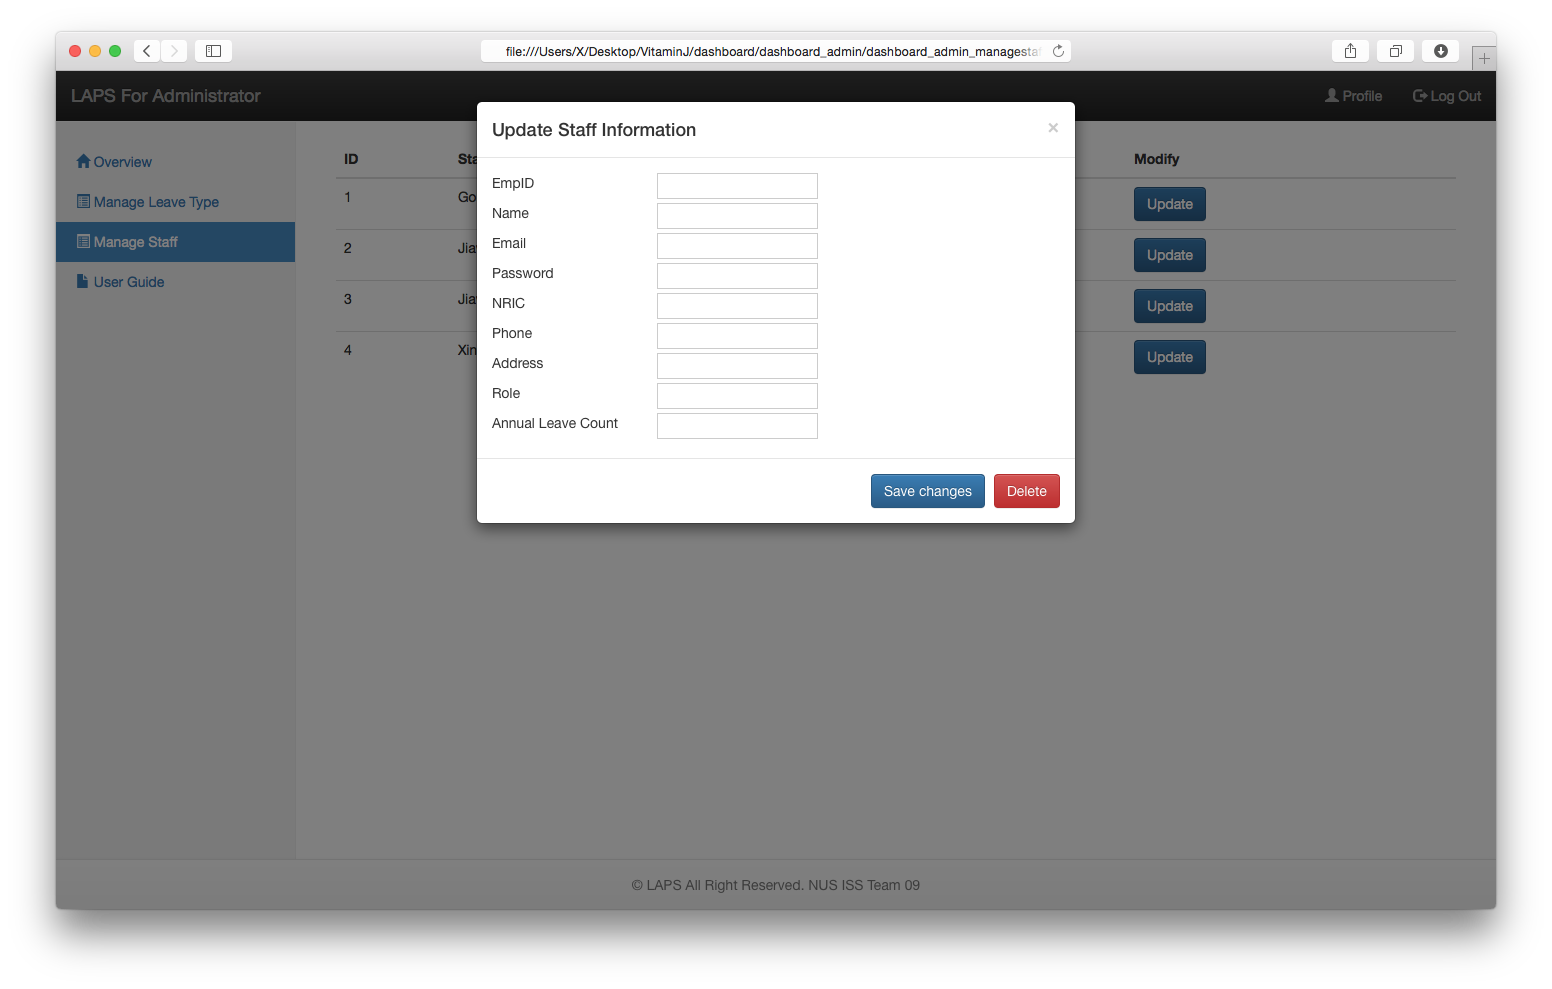 file:///Users/X/Desktop/VitaminJ/dashboard/dashboard_admin/dashboard_admin_managesta
LAPS For Administrator
Profile
Log Out
Overview
Manage Leave Type
Manage Staff
User Guide
ID
Sta
Modify
1
Go
Update
2
Jia
Update
3
Jia
Update
4
Xin
Update
Update Staff Information
×
EmpID
Name
Email
Password
NRIC
Phone
Address
Role
Annual Leave Count
Save changes
Delete
© LAPS All Right Reserved. NUS ISS Team 09